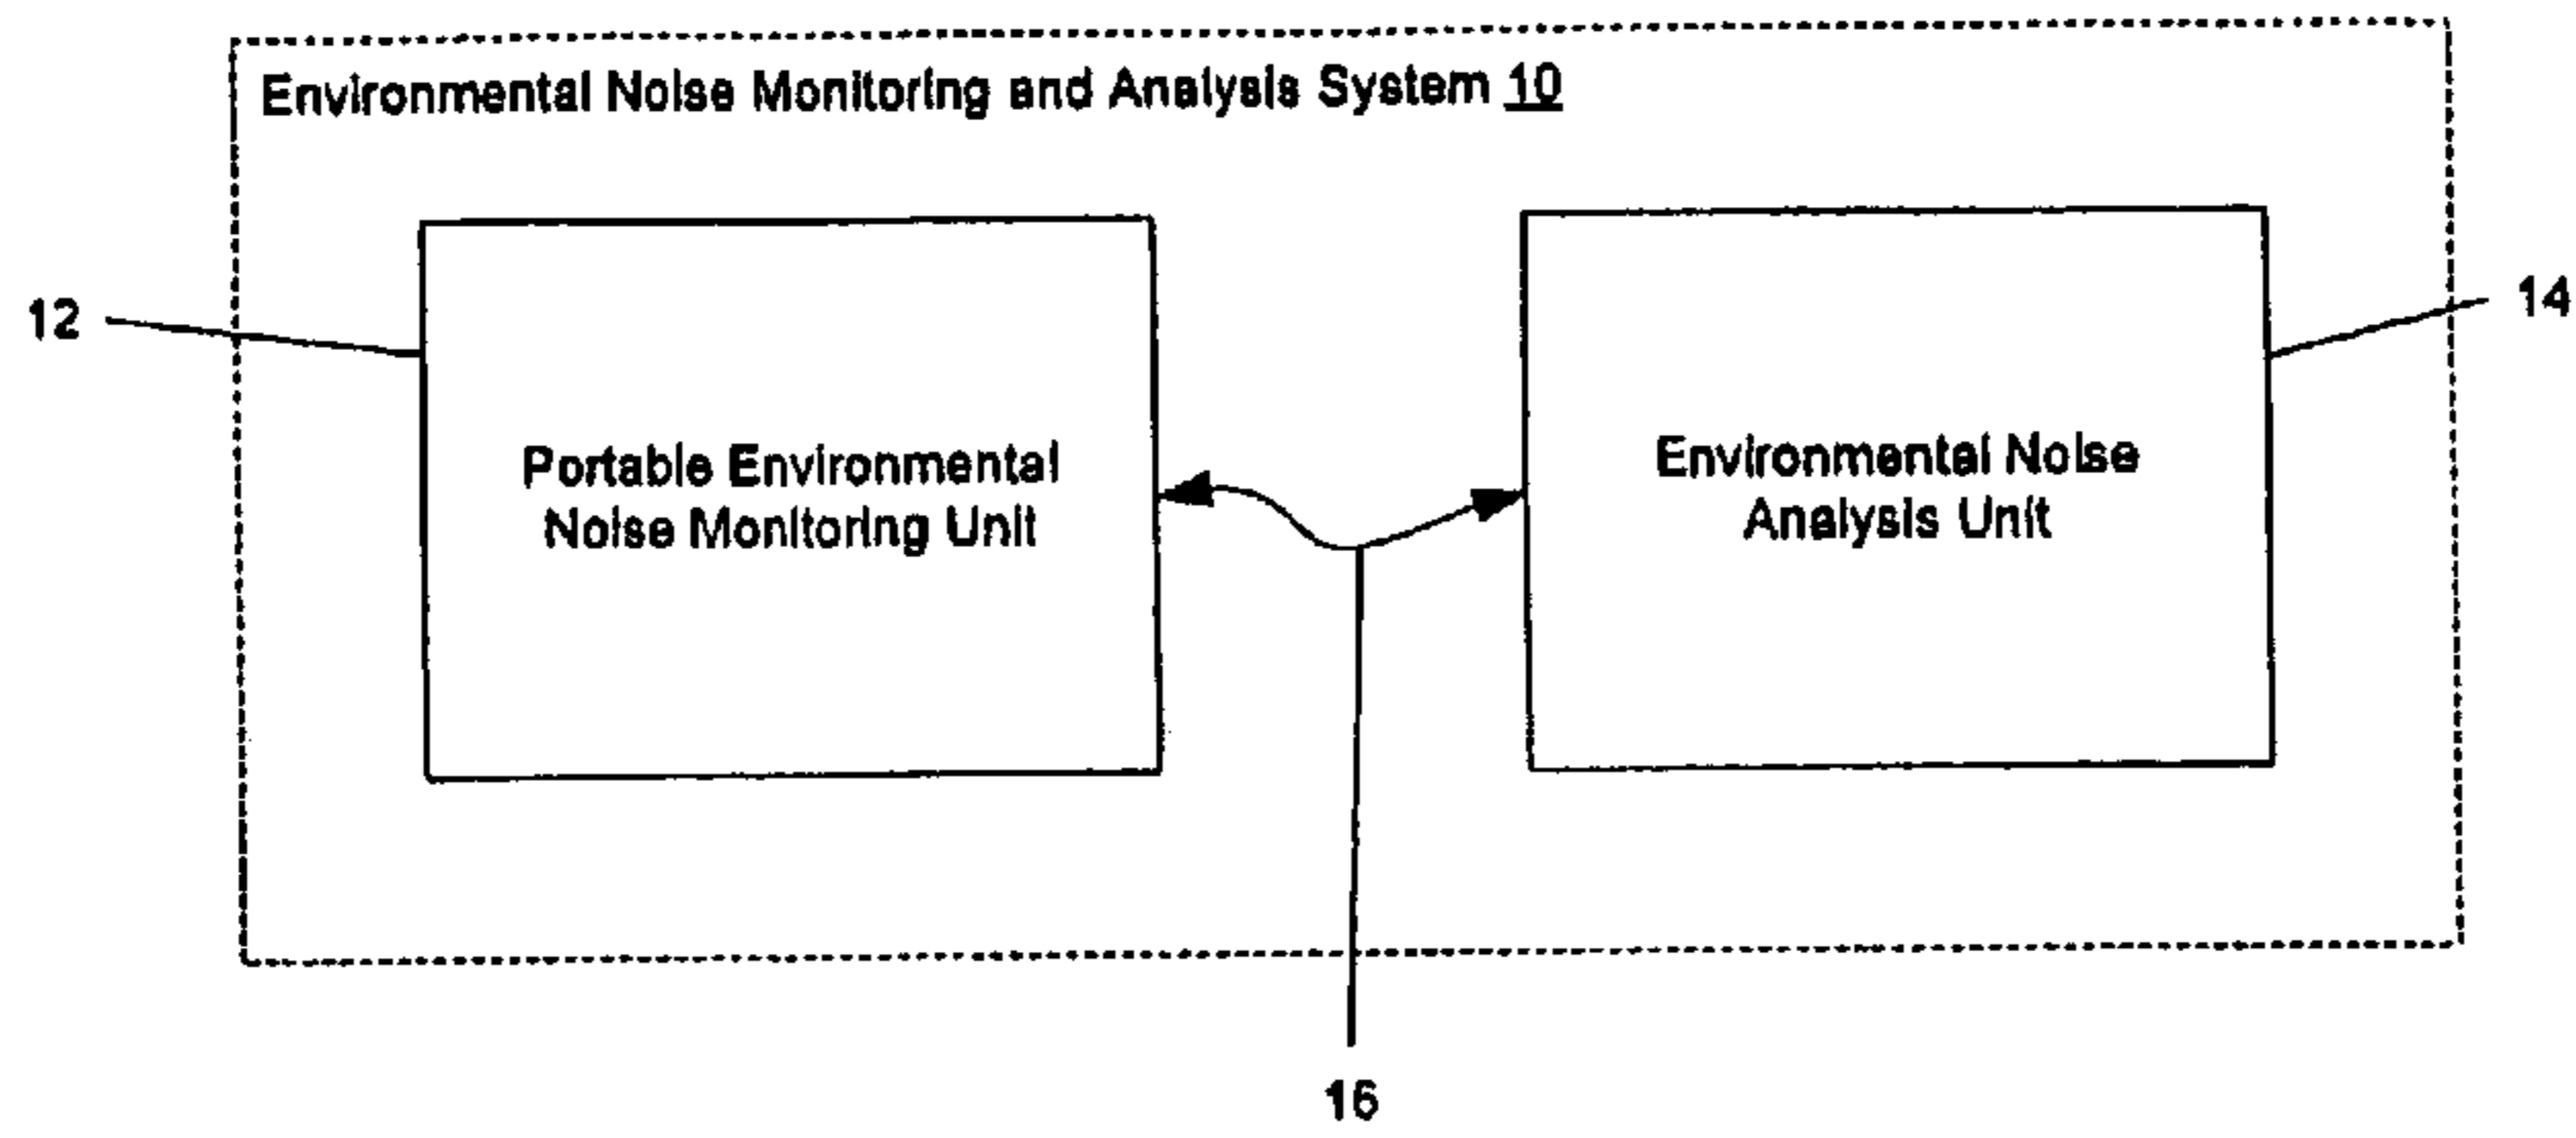 Environmental Noise Monitoring and Analysis System 10
12
14
Portable Environmental
Noise Monitoring Unit
Environmental Noise
Analysis Unit
16